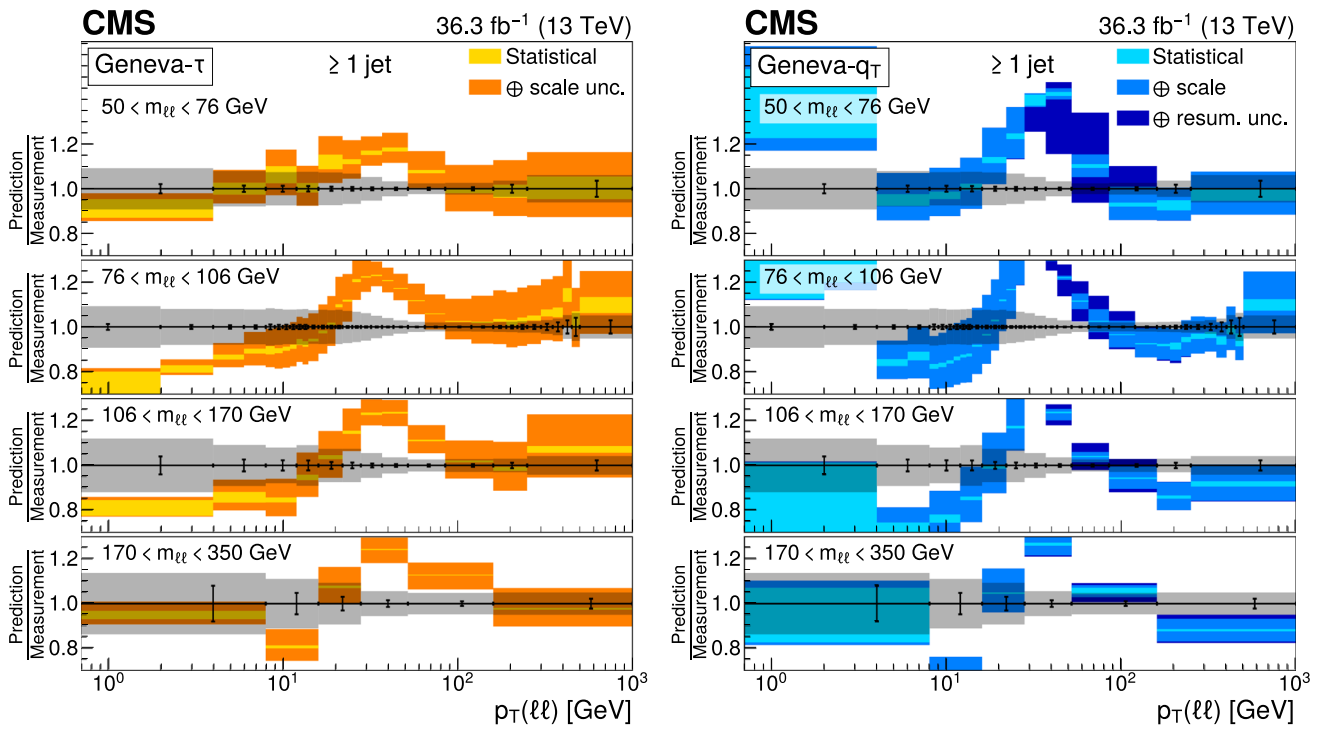 CMS 36.3 fb⁻¹ (13 TeV)
Geneva-τ ≥ 1 jet Statistical
⊕ scale unc.
50 < mℓℓ < 76 GeV
Prediction
Measurement
1.2
1.0
0.8
76 < mℓℓ < 106 GeV
Prediction
Measurement
1.2
1.0
0.8
106 < mℓℓ < 170 GeV
Prediction
Measurement
1.2
1.0
0.8
170 < mℓℓ < 350 GeV
Prediction
Measurement
1.2
1.0
0.8
10⁰ 10¹ 10² 10³
pT(ℓℓ) [GeV]
CMS 36.3 fb⁻¹ (13 TeV)
Geneva-qT ≥ 1 jet Statistical
⊕ scale
⊕ resum. unc.
50 < mℓℓ < 76 GeV
Prediction
Measurement
1.2
1.0
0.8
76 < mℓℓ < 106 GeV
Prediction
Measurement
1.2
1.0
0.8
106 < mℓℓ < 170 GeV
Prediction
Measurement
1.2
1.0
0.8
170 < mℓℓ < 350 GeV
Prediction
Measurement
1.2
1.0
0.8
10⁰ 10¹ 10² 10³
pT(ℓℓ) [GeV]